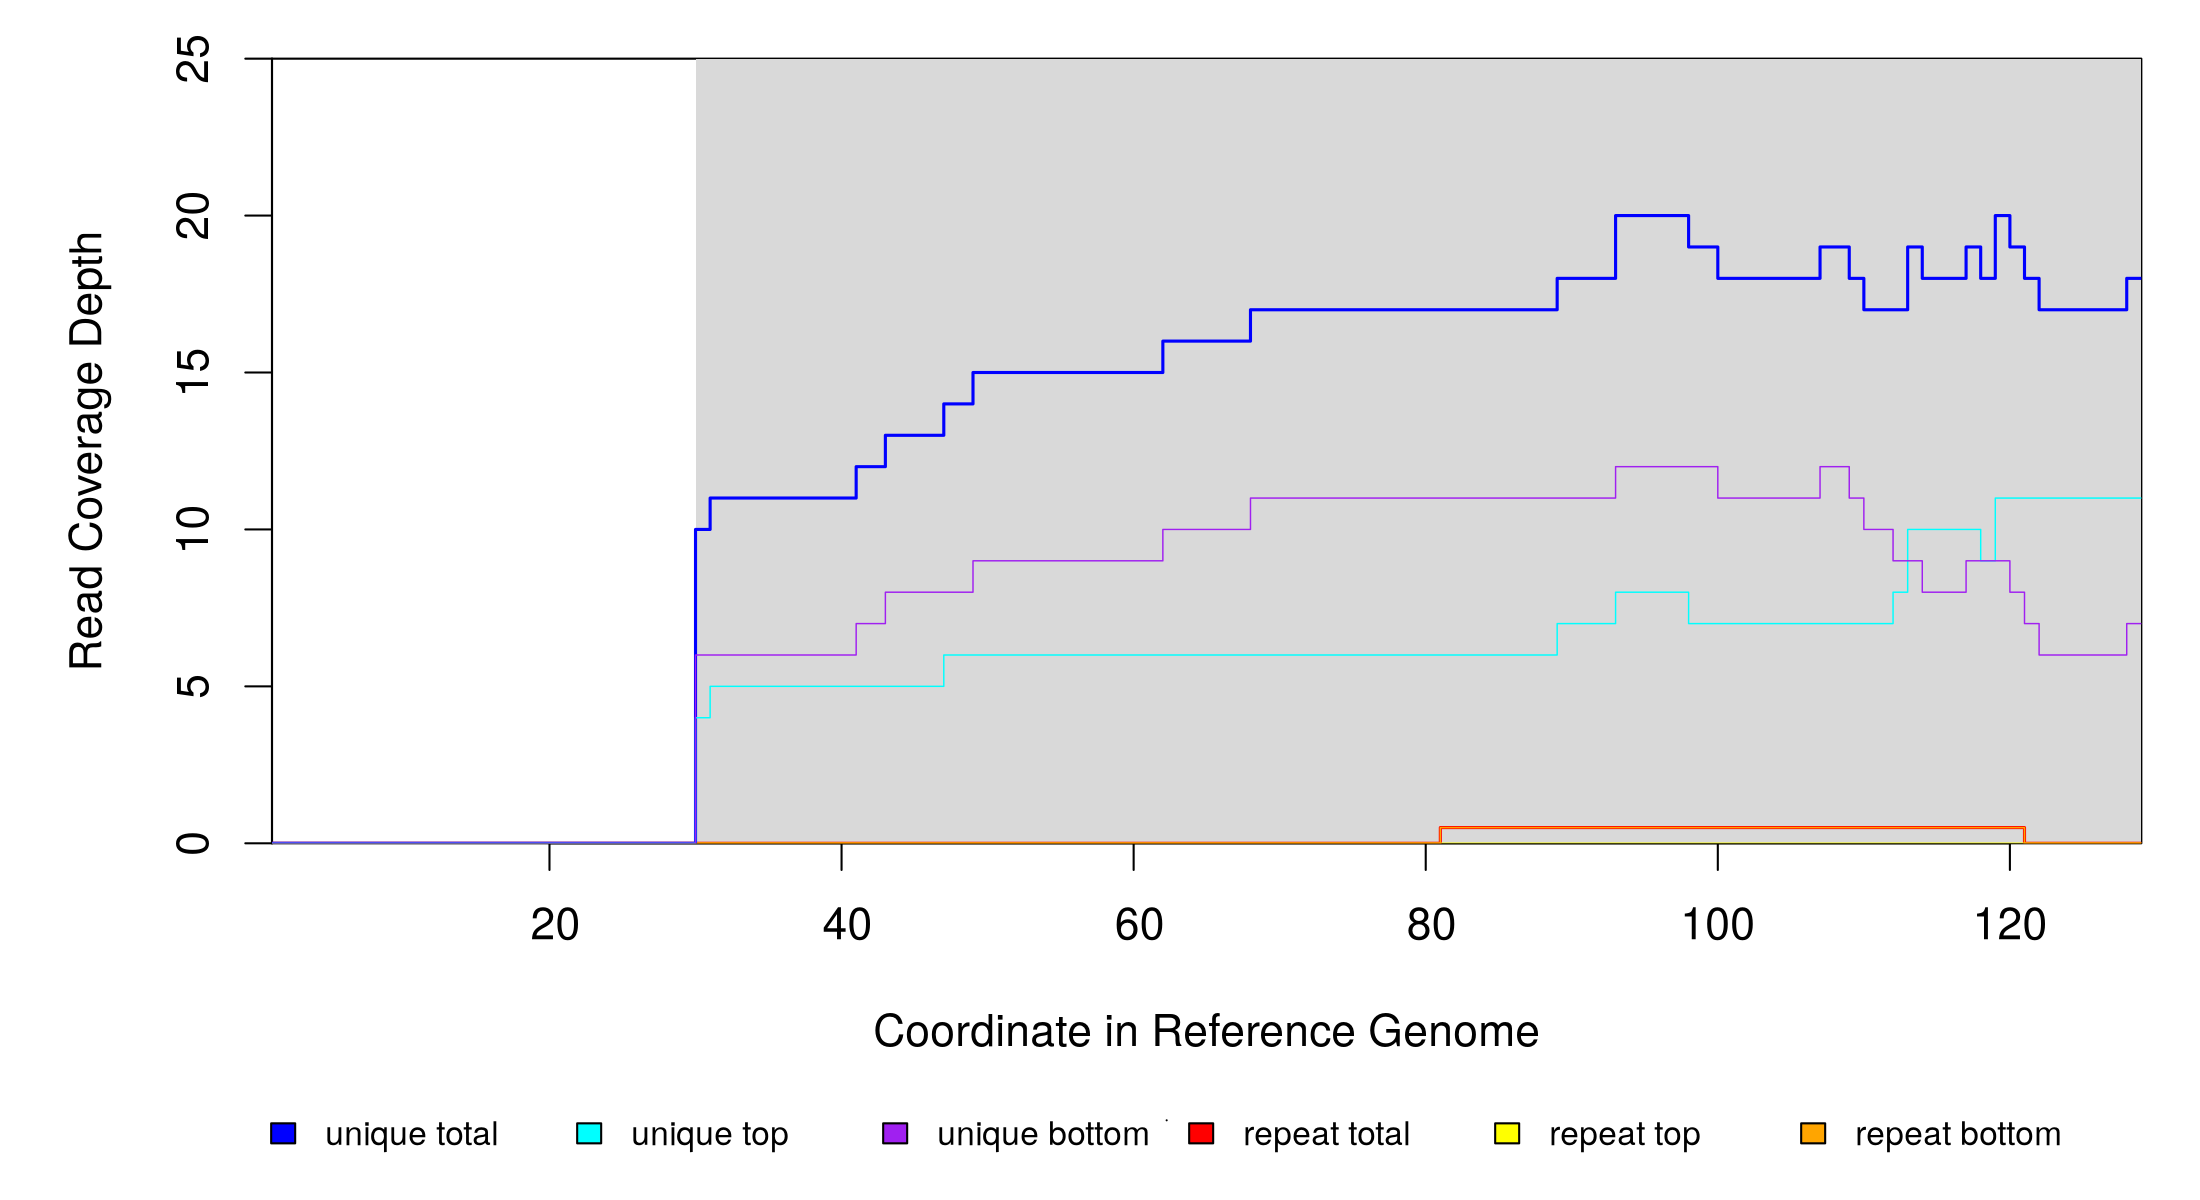 25
20
15
10
5
0
Read Coverage Depth
20 40 60 80 100 120
Coordinate in Reference Genome
unique total unique top unique bottom repeat total repeat top repeat bottom